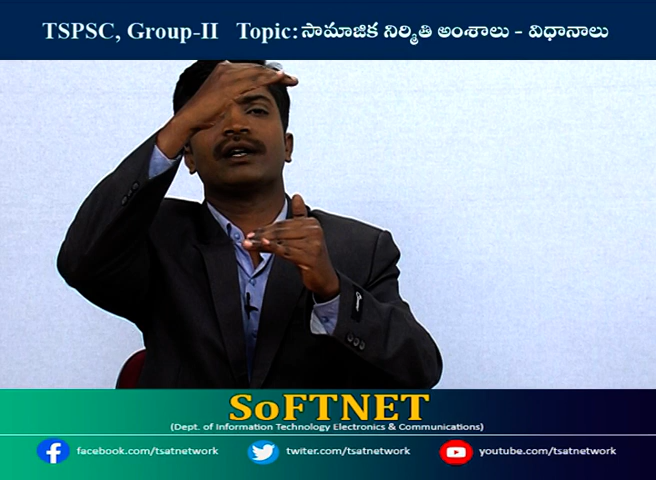 TSPSC, Group-II Topic: సామాజిక నిర్మితి అంశాలు - విధానాలు
SoFTNET
(Dept. of Information Technology Electronics & Communications)
facebook.com/tsatnetwork twiter.com/tsatnetwork youtube.com/tsatnetwork